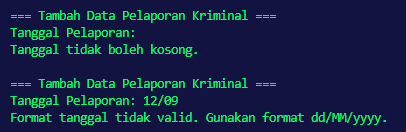 === Tambah Data Pelaporan Kriminal ===
Tanggal Pelaporan:
Tanggal tidak boleh kosong.

=== Tambah Data Pelaporan Kriminal ===
Tanggal Pelaporan: 12/09
Format tanggal tidak valid. Gunakan format dd/MM/yyyy.